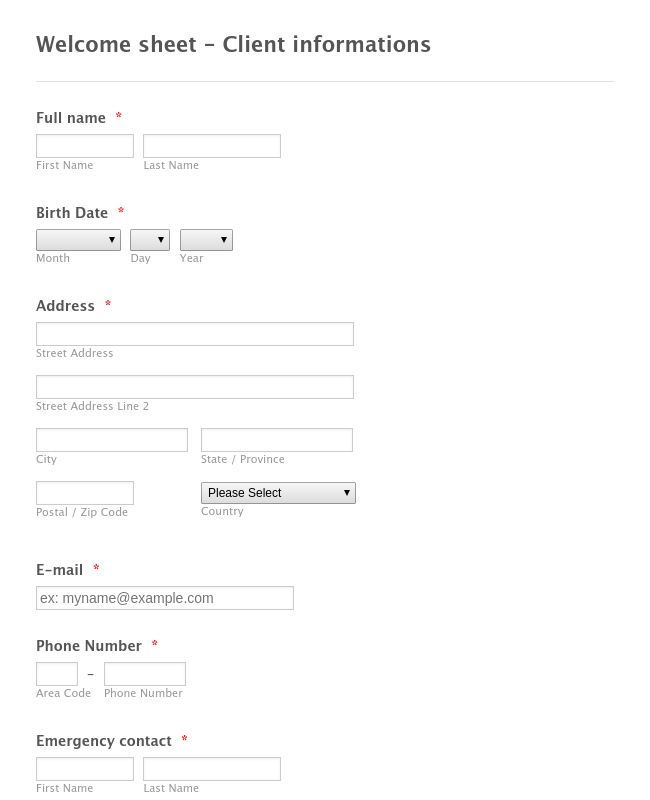 Welcome sheet - Client informations
Full name *
First Name Last Name
Birth Date *
Month Day Year
Address *
Street Address
Street Address Line 2
City State / Province
Please Select
Postal / Zip Code Country
E-mail *
ex: myname@example.com
Phone Number *
-
Area Code Phone Number
Emergency contact *
First Name Last Name